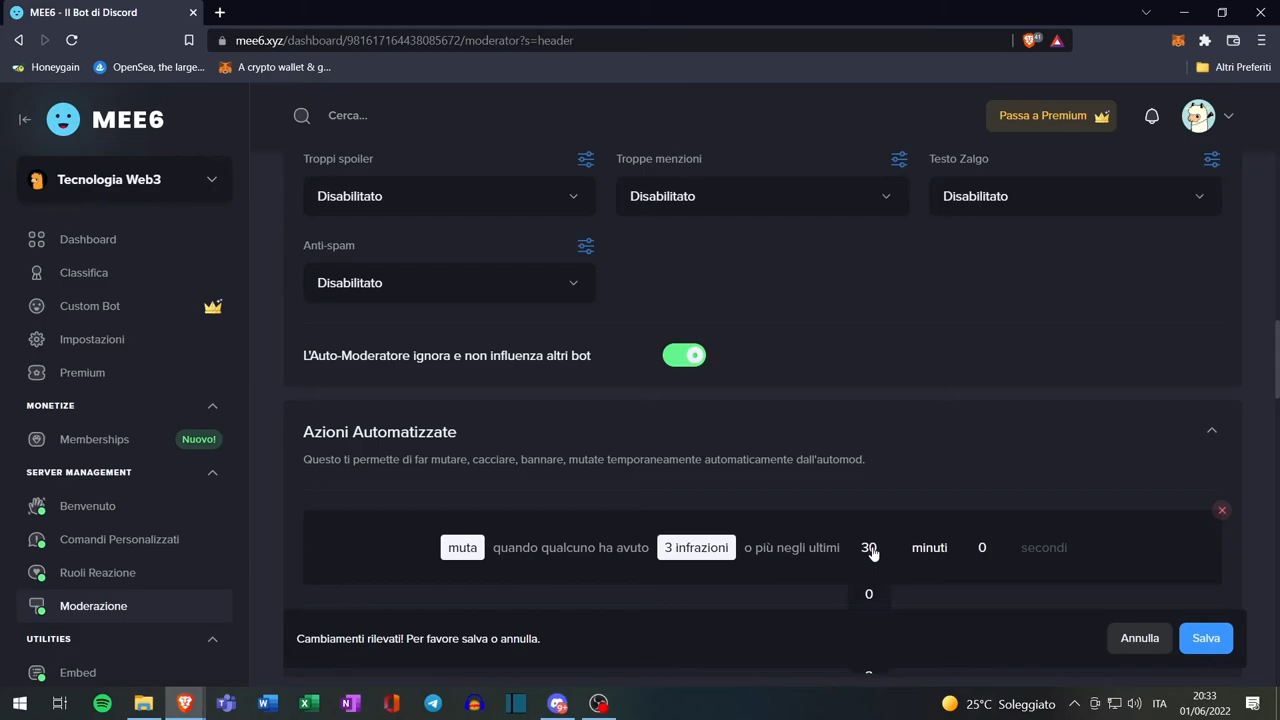 MEE6 - Il Bot di Discord
mee6.xyz/dashboard/981617164438085672/moderator?s=header
41
Honeygain
OpenSea, the large...
A crypto wallet & g...
Altri Preferiti
MEE6
Cerca...
Passa a Premium
Tecnologia Web3
Troppi spoiler
Troppe menzioni
Testo Zalgo
Disabilitato
Disabilitato
Disabilitato
Dashboard
Anti-spam
Classifica
Disabilitato
Custom Bot
Impostazioni
L'Auto-Moderatore ignora e non influenza altri bot
Premium
MONETIZE
Memberships
Nuovo!
Azioni Automatizzate
Questo ti permette di far mutare, cacciare, bannare, mutate temporaneamente automaticamente dall'automod.
SERVER MANAGEMENT
Benvenuto
Comandi Personalizzati
muta quando qualcuno ha avuto 3 infrazioni o più negli ultimi 30 minuti 0 secondi
Ruoli Reazione
0
Moderazione
UTILITIES
Cambiamenti rilevati! Per favore salva o annulla.
Annulla
Salva
Embed
25°C Soleggiato
ITA
20:33
01/06/2022